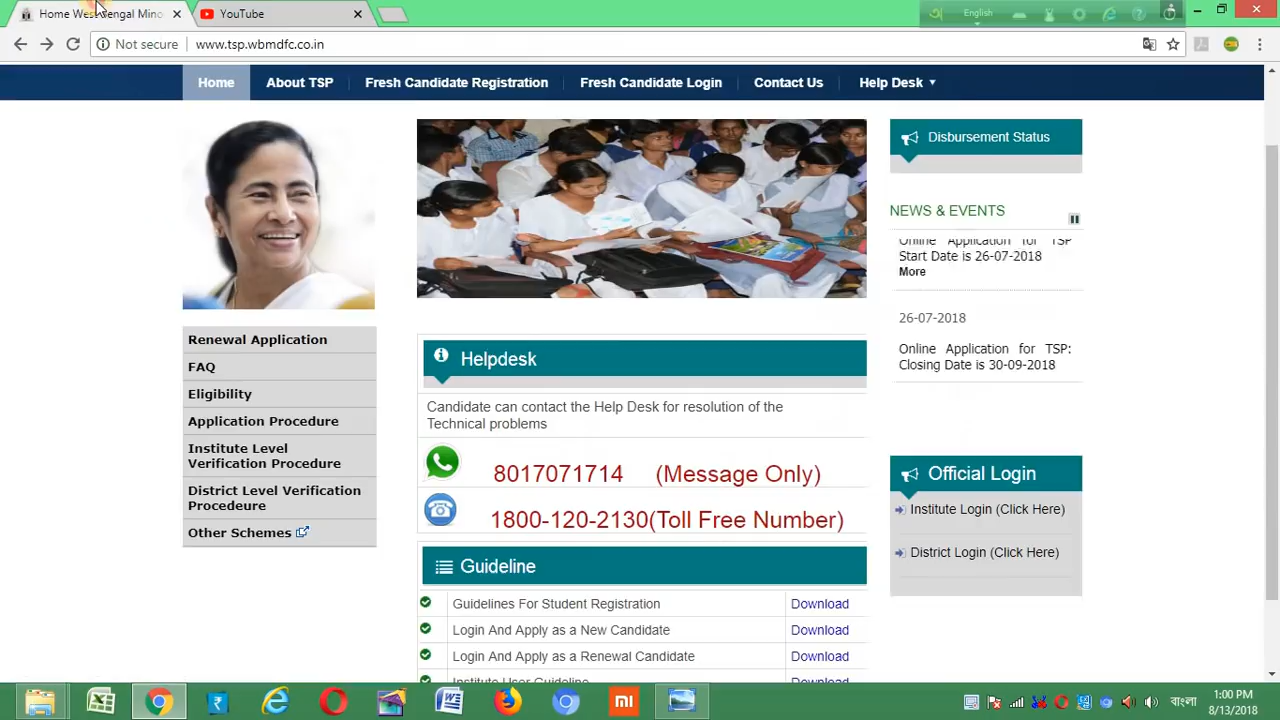 Home West Bengal Mino
YouTube
English
Not secure
www.tsp.wbmdfc.co.in
Home
About TSP
Fresh Candidate Registration
Fresh Candidate Login
Contact Us
Help Desk
Disbursement Status
NEWS & EVENTS
Online Application for TSP
Start Date is 26-07-2018
More
26-07-2018
Online Application for TSP:
Closing Date is 30-09-2018
Renewal Application
FAQ
Eligibility
Application Procedure
Institute Level
Verification Procedure
District Level Verification
Procedeure
Other Schemes
Helpdesk
Candidate can contact the Help Desk for resolution of the
Technical problems
8017071714 (Message Only)
1800-120-2130(Toll Free Number)
Guideline
Guidelines For Student Registration Download
Login And Apply as a New Candidate Download
Login And Apply as a Renewal Candidate Download
Institute User Guideline Download
Official Login
Institute Login (Click Here)
District Login (Click Here)
বাংলা
1:00 PM
8/13/2018